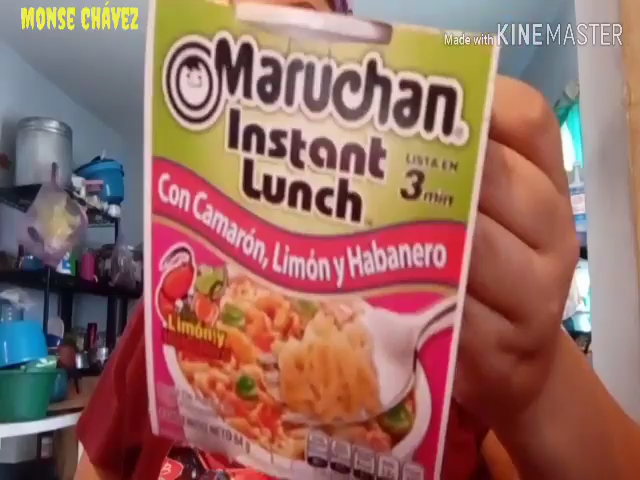 MONSE CHÁVEZ
Made with KINEMASTER
Maruchan
Instant
Lunch
LISTA EN
3 min
Con Camarón, Limón y Habanero
Limón y